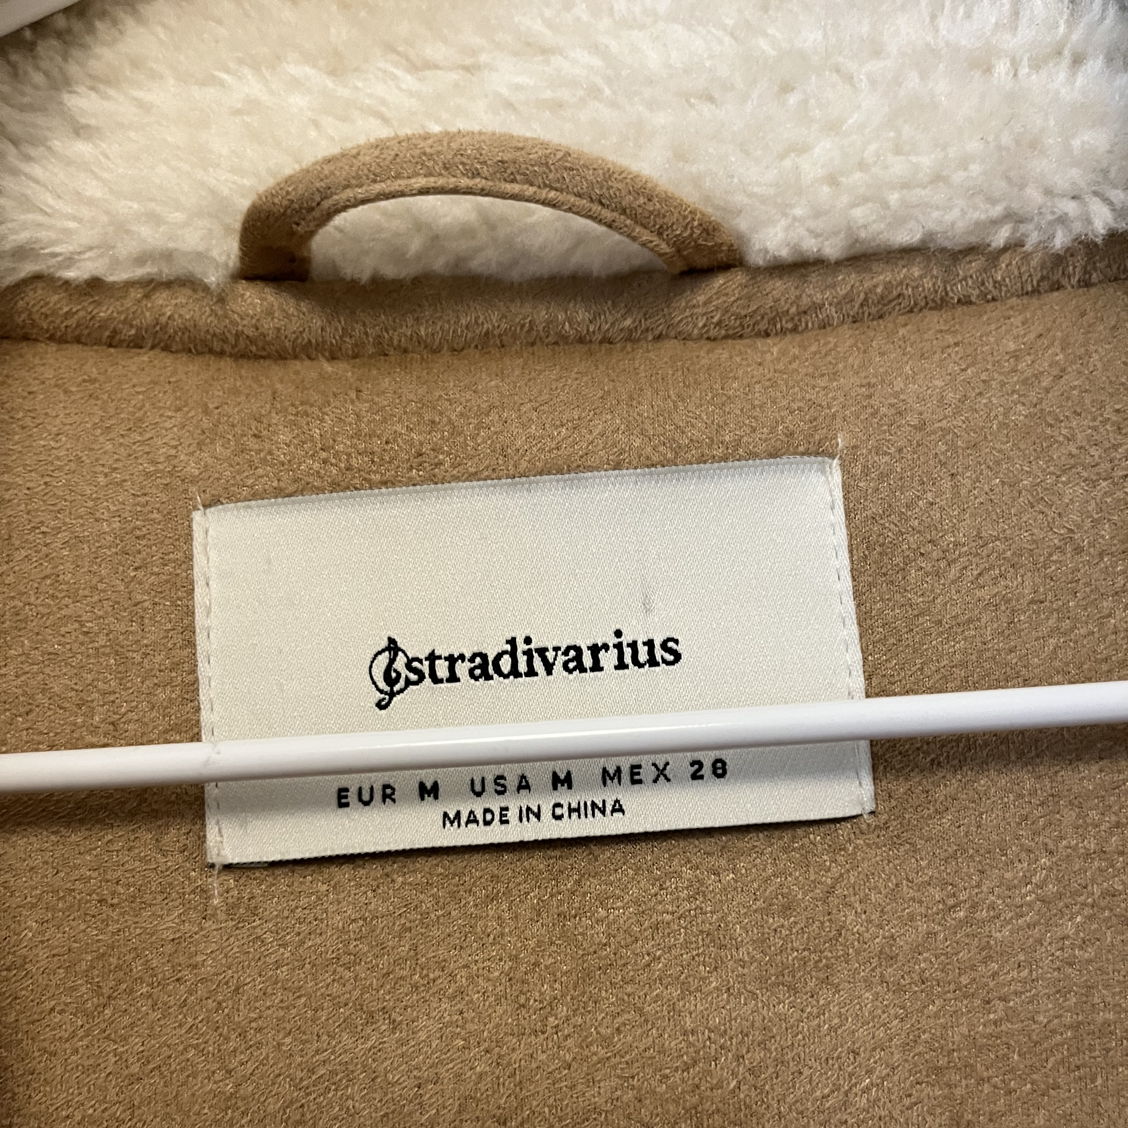 stradivarius
EUR M USA M MEX 28
MADE IN CHINA